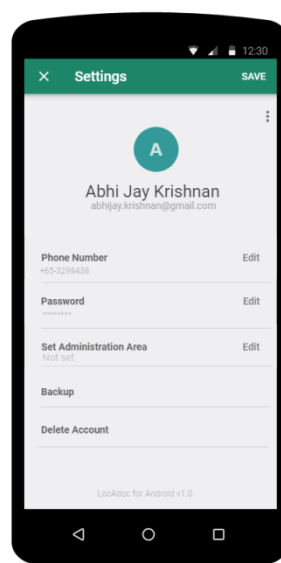 12:30
Settings SAVE
A
Abhi Jay Krishnan
abhijay.krishnan@gmail.com
Phone Number Edit
+65-3298438
Password Edit
********
Set Administration Area Edit
Not set
Backup
Delete Account
LocAdoc for Android v1.0